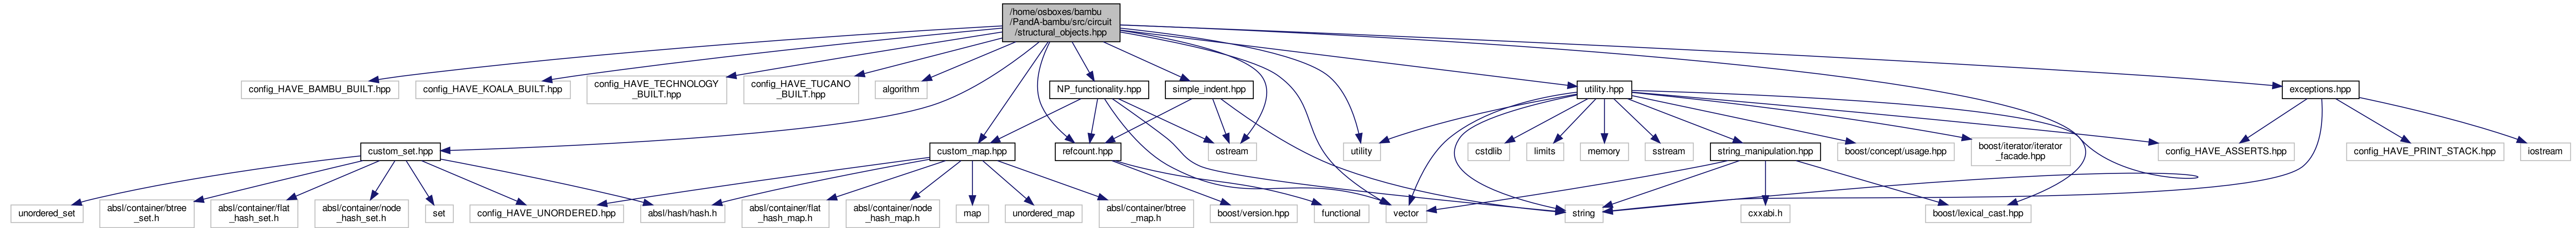 /home/osboxes/bambu
/PandA-bambu/src/circuit
/structural_objects.hpp
config_HAVE_BAMBU_BUILT.hpp
config_HAVE_KOALA_BUILT.hpp
config_HAVE_TECHNOLOGY
_BUILT.hpp
config_HAVE_TUCANO
_BUILT.hpp
algorithm
NP_functionality.hpp
simple_indent.hpp
utility.hpp
exceptions.hpp
custom_set.hpp
custom_map.hpp
refcount.hpp
ostream
utility
cstdlib
limits
memory
sstream
string_manipulation.hpp
boost/concept/usage.hpp
boost/iterator/iterator
_facade.hpp
config_HAVE_ASSERTS.hpp
config_HAVE_PRINT_STACK.hpp
iostream
unordered_set
absl/container/btree
_set.h
absl/container/flat
_hash_set.h
absl/container/node
_hash_set.h
set
config_HAVE_UNORDERED.hpp
absl/hash/hash.h
absl/container/flat
_hash_map.h
absl/container/node
_hash_map.h
map
unordered_map
absl/container/btree
_map.h
boost/version.hpp
functional
vector
string
cxxabi.h
boost/lexical_cast.hpp